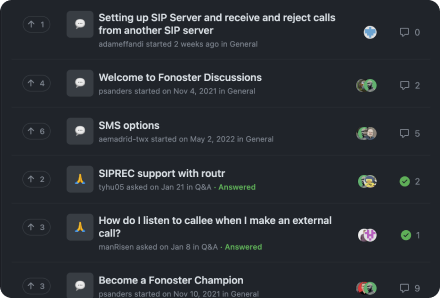 ↑ 1
Setting up SIP Server and receive and reject calls
from another SIP server
0
adameffandi started 2 weeks ago in General
↑ 4
Welcome to Fonoster Discussions
2
psanders started on Nov 4, 2021 in General
↑ 6
SMS options
5
aemadrid-twx started on May 2, 2022 in General
↑ 2
SIPREC support with routr
2
tyhu05 asked on Jan 21 in Q&A · Answered
↑ 3
How do I listen to callee when I make an external
call?
1
manRisen asked on Jan 8 in Q&A · Answered
↑ 3
Become a Fonoster Champion
9
psanders started on Nov 10, 2021 in General